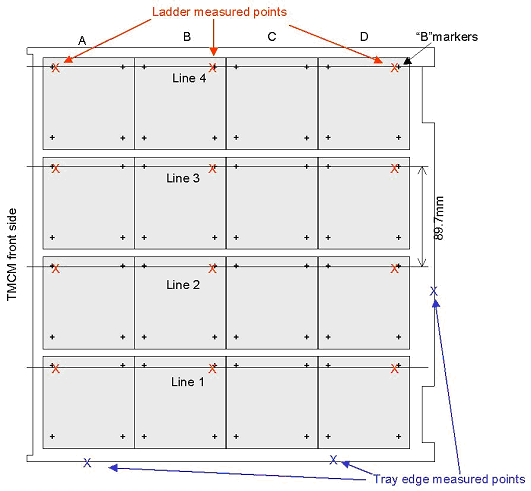 Ladder measured points
A B C D
“B”markers
Line 4
Line 3
89.7mm
TMCM front side
Line 2
Line 1
Tray edge measured points